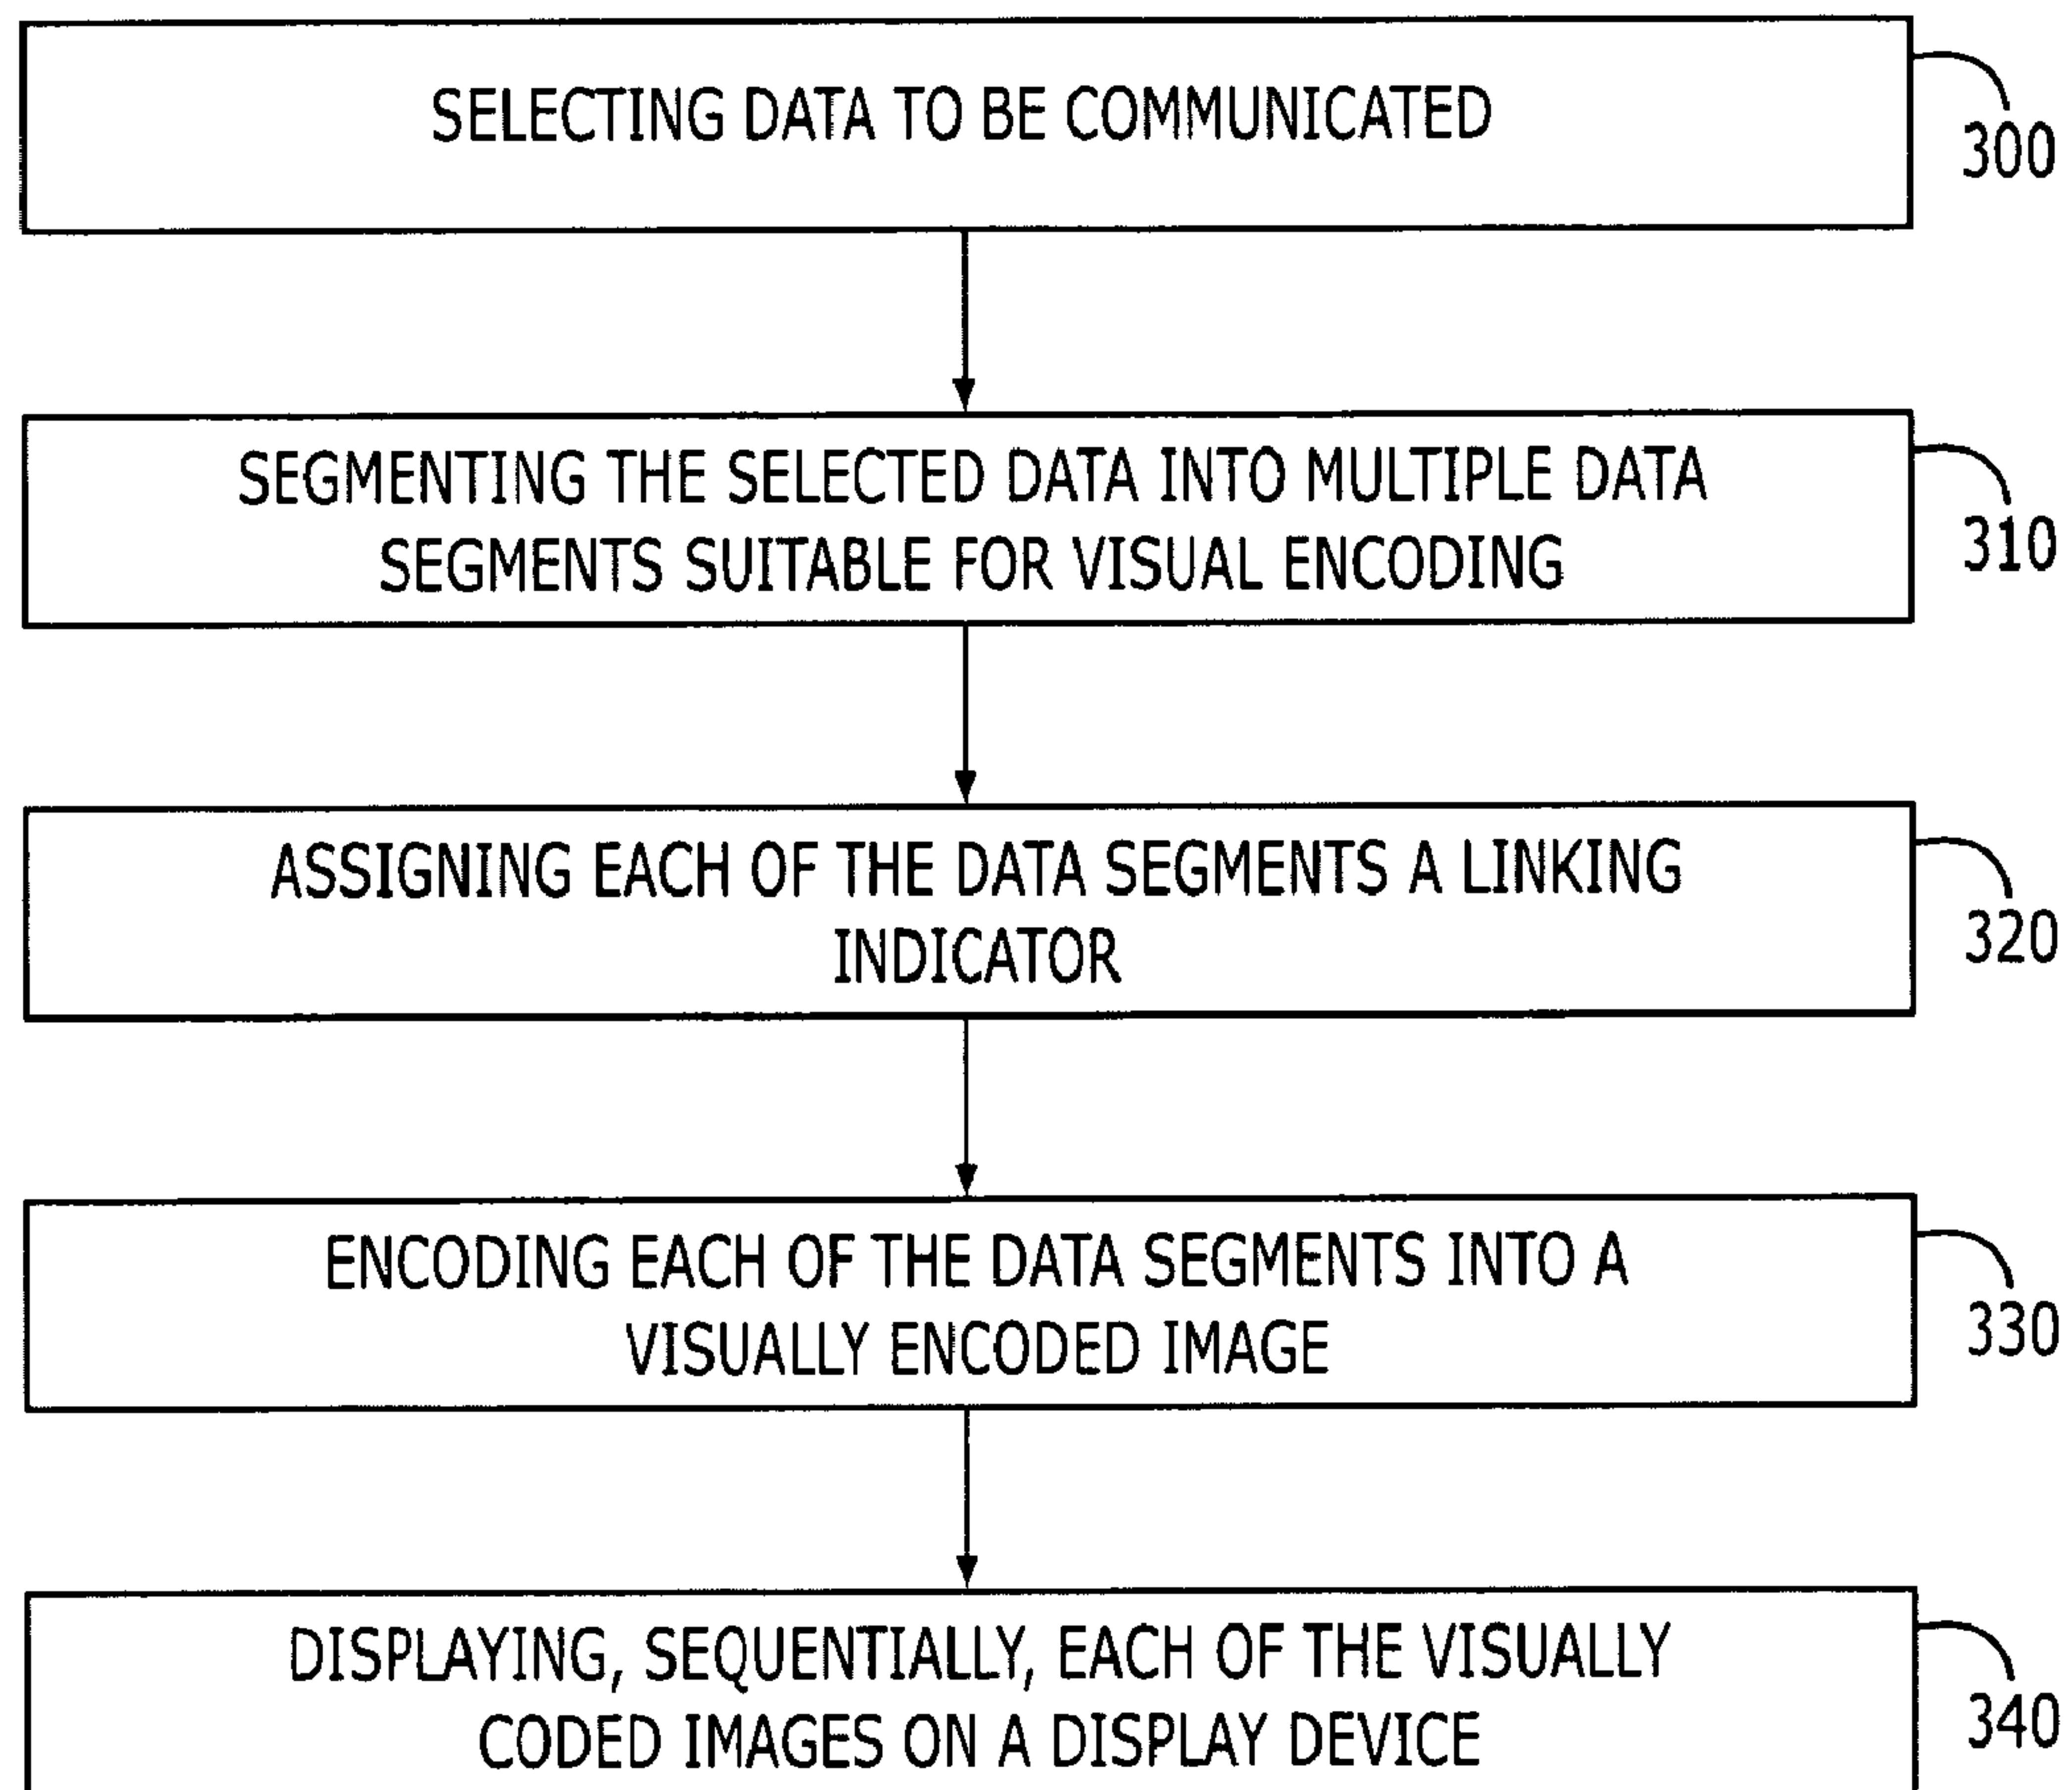 SELECTING DATA TO BE COMMUNICATED
300
SEGMENTING THE SELECTED DATA INTO MULTIPLE DATA
SEGMENTS SUITABLE FOR VISUAL ENCODING
310
ASSIGNING EACH OF THE DATA SEGMENTS A LINKING
INDICATOR
320
ENCODING EACH OF THE DATA SEGMENTS INTO A
VISUALLY ENCODED IMAGE
330
DISPLAYING, SEQUENTIALLY, EACH OF THE VISUALLY
CODED IMAGES ON A DISPLAY DEVICE
340